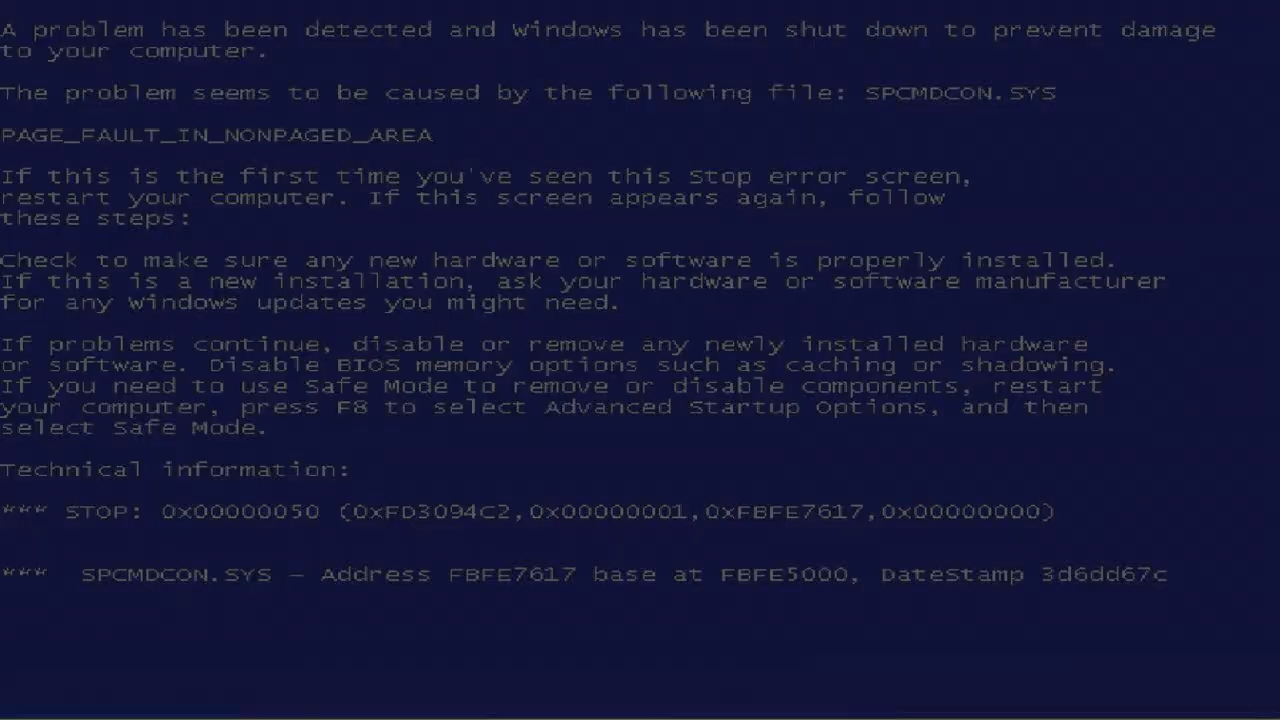 A problem has been detected and Windows has been shut down to prevent damage
to your computer.
The problem seems to be caused by the following file: SPCMDCON.SYS
PAGE_FAULT_IN_NONPAGED_AREA
If this is the first time you've seen this Stop error screen,
restart your computer. If this screen appears again, follow
these steps:
Check to make sure any new hardware or software is properly installed.
If this is a new installation, ask your hardware or software manufacturer
for any Windows updates you might need.
If problems continue, disable or remove any newly installed hardware
or software. Disable BIOS memory options such as caching or shadowing.
If you need to use Safe Mode to remove or disable components, restart
your computer, press F8 to select Advanced Startup Options, and then
select Safe Mode.
Technical information:
*** STOP: 0x00000050 (0xFD3094C2,0x00000001,0xFBFE7617,0x00000000)
*** SPCMDCON.SYS – Address FBFE7617 base at FBFE5000, DateStamp 3d6dd67c